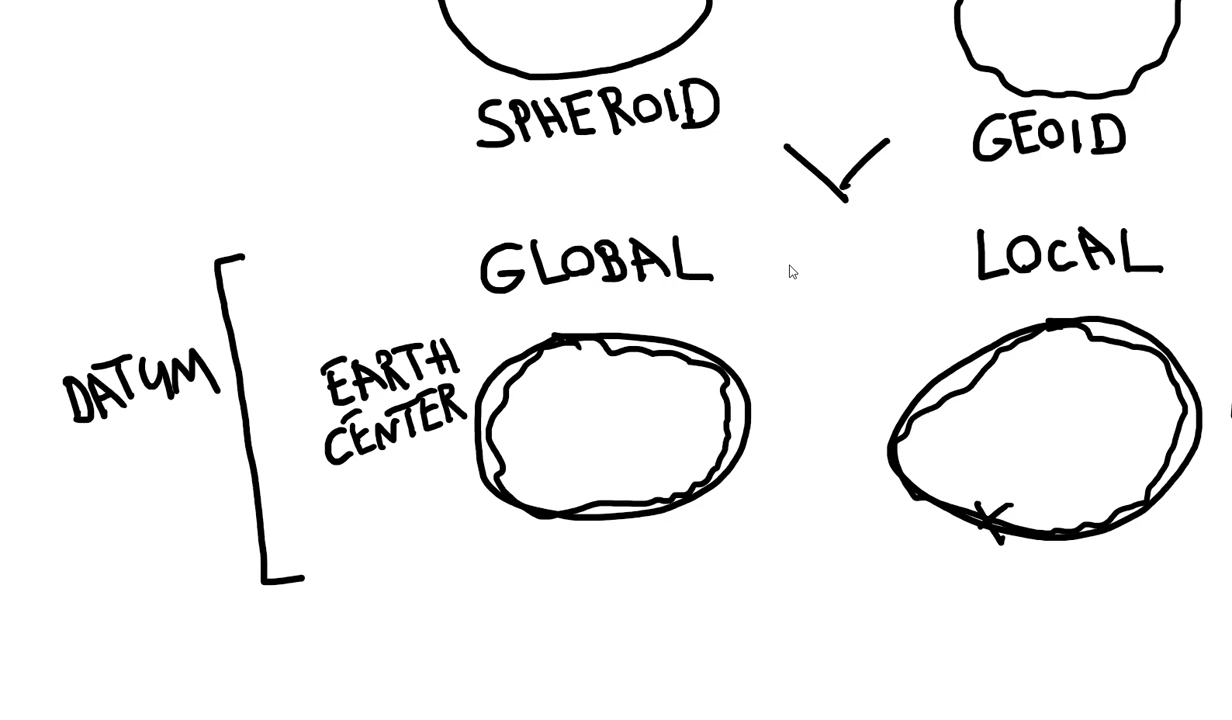 SPHEROID
GEOID
GLOBAL
LOCAL
DATUM
EARTH
CENTER